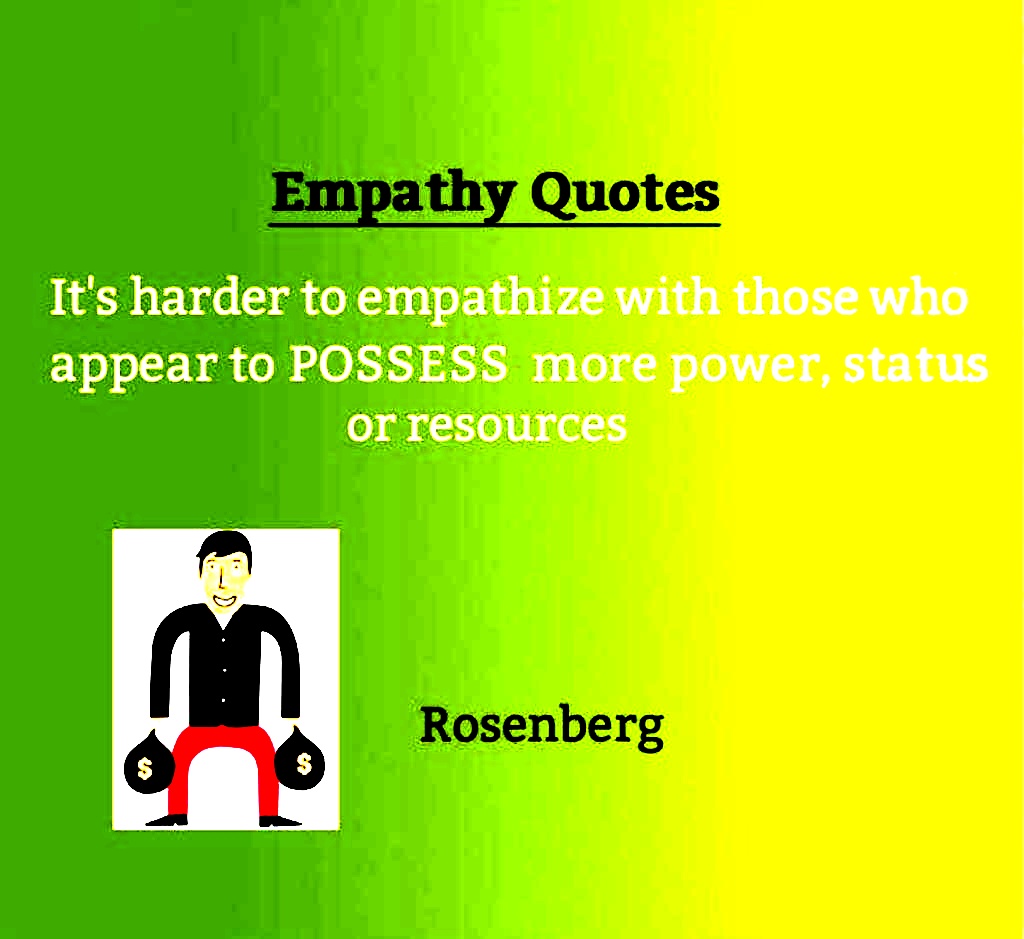 Empathy Quotes
It's harder to empathize with those who
appear to POSSESS more power, status
or resources
$ $
Rosenberg